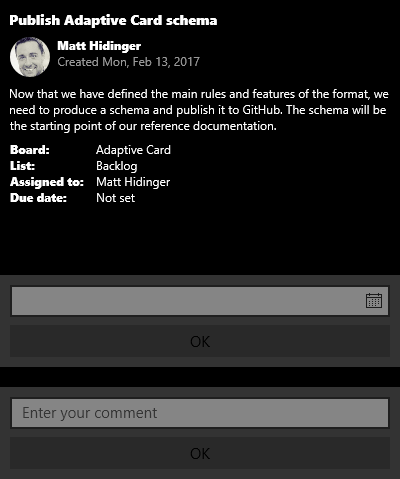 Publish Adaptive Card schema
Matt Hidinger
Created Mon, Feb 13, 2017
Now that we have defined the main rules and features of the format, we
need to produce a schema and publish it to GitHub. The schema will be
the starting point of our reference documentation.
Board: Adaptive Card
List: Backlog
Assigned to: Matt Hidinger
Due date: Not set
OK
Enter your comment
OK